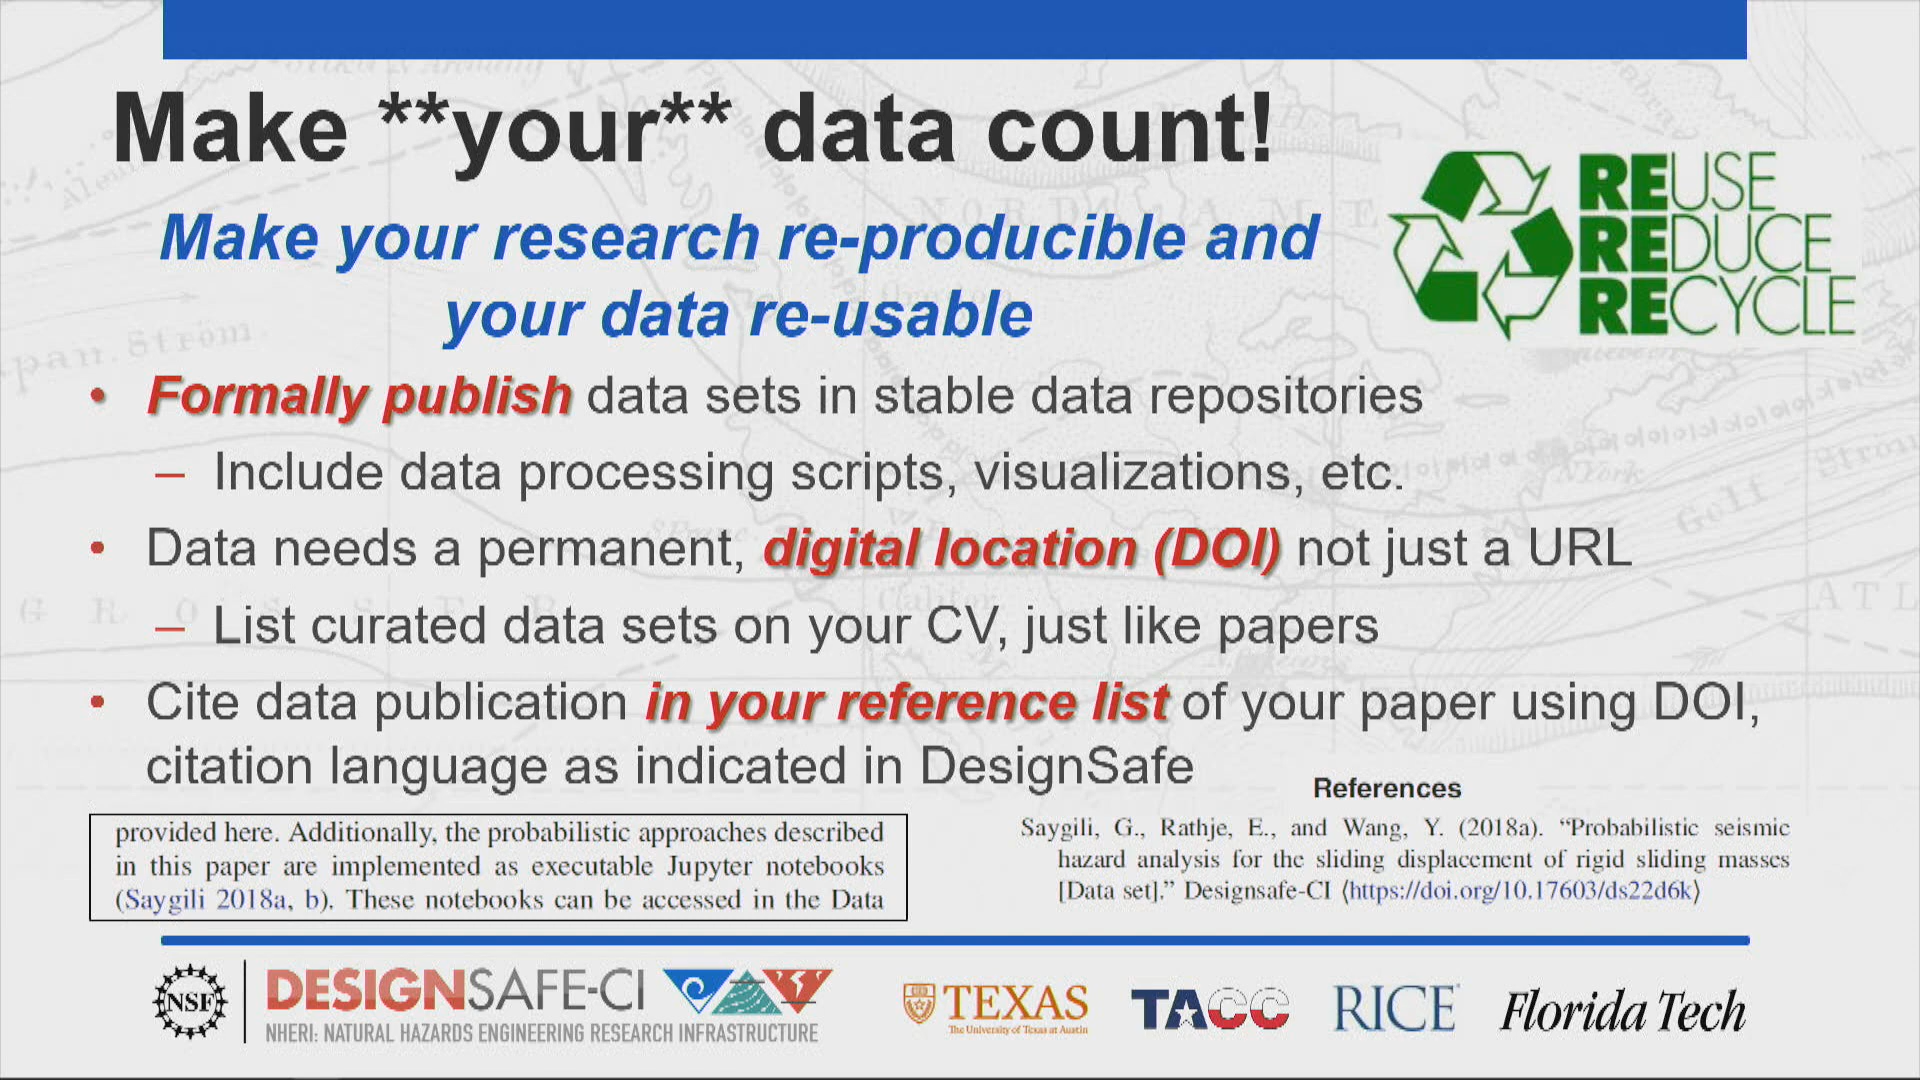 Make **your** data count!
REUSE
REDUCE
RECYCLE
Make your research re-producible and
your data re-usable
• Formally publish data sets in stable data repositories
– Include data processing scripts, visualizations, etc.
• Data needs a permanent, digital location (DOI) not just a URL
– List curated data sets on your CV, just like papers
• Cite data publication in your reference list of your paper using DOI,
citation language as indicated in DesignSafe
provided here. Additionally, the probabilistic approaches described
in this paper are implemented as executable Jupyter notebooks
(Saygili 2018a, b). These notebooks can be accessed in the Data
References
Saygili, G., Rathje, E., and Wang, Y. (2018a). “Probabilistic seismic
hazard analysis for the sliding displacement of rigid sliding masses
[Data set].” Designsafe-CI ⟨https://doi.org/10.17603/ds22d6k⟩
NSF
DESIGNSAFE-CI
NHERI: NATURAL HAZARDS ENGINEERING RESEARCH INFRASTRUCTURE
TEXAS
The University of Texas at Austin
TACC
RICE
Florida Tech